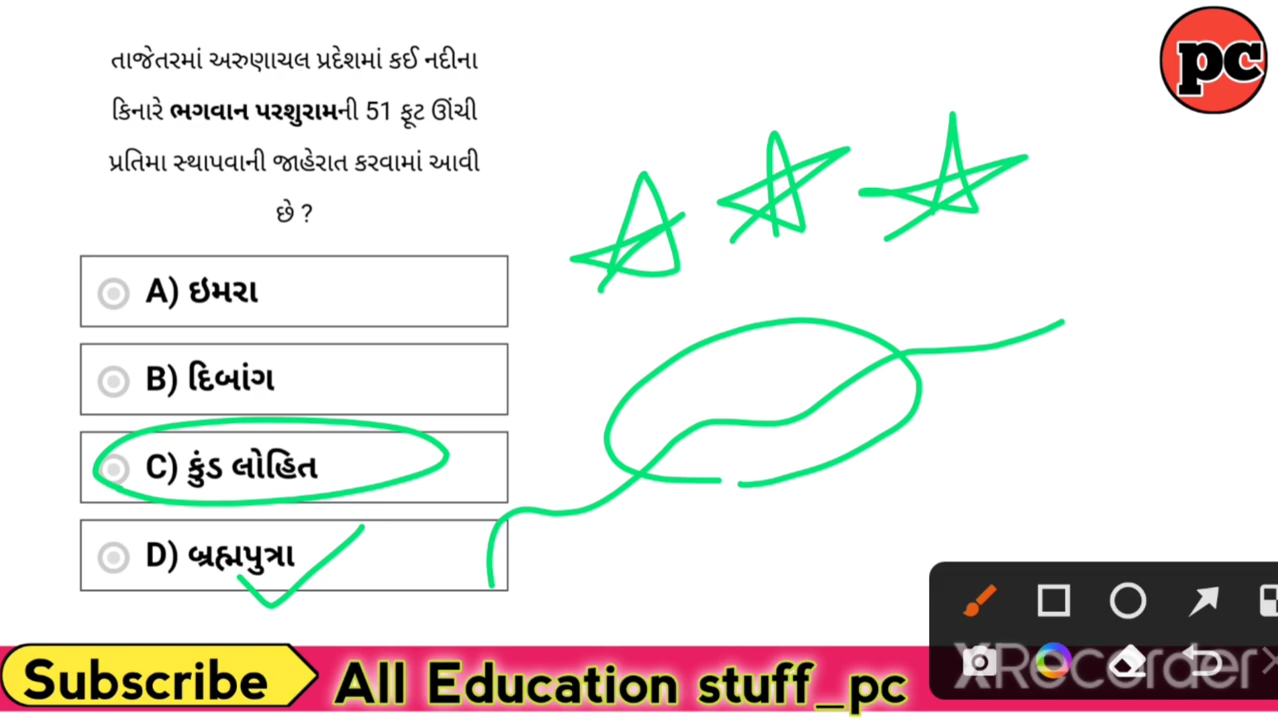 pc
તાજેતરમાં અરુણાચલ પ્રદેશમાં કઈ નદીના
કિનારે ભગવાન પરશુરામની 51 ફૂટ ઊંચી
પ્રતિમા સ્થાપવાની જાહેરાત કરવામાં આવી
છે ?
A) ઇમરા
B) દિબાંગ
C) કુંડ લોહિત
D) બ્રહ્મપુત્રા
Subscribe All Education stuff_pc
XRecorder